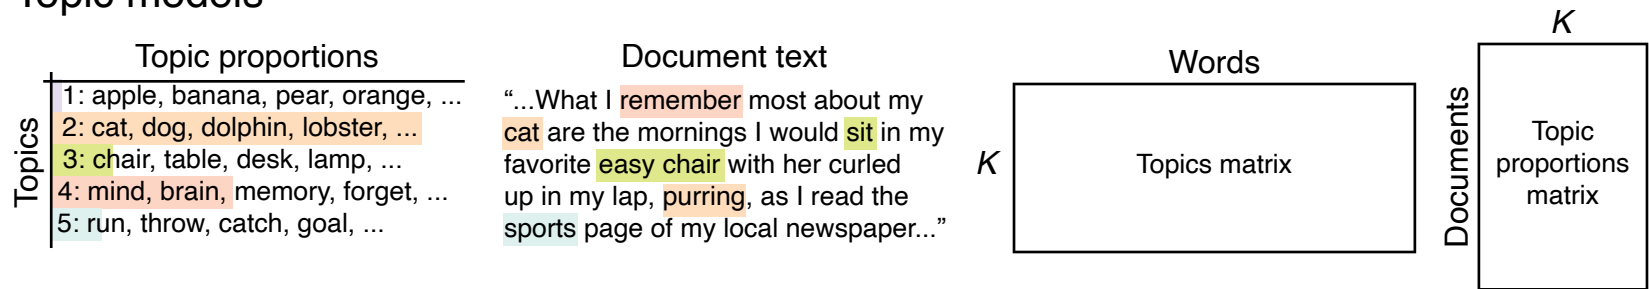 Topic models
Topic proportions
Topics
1: apple, banana, pear, orange, ...
2: cat, dog, dolphin, lobster, ...
3: chair, table, desk, lamp, ...
4: mind, brain, memory, forget, ...
5: run, throw, catch, goal, ...
Document text
“...What I remember most about my
cat are the mornings I would sit in my
favorite easy chair with her curled
up in my lap, purring, as I read the
sports page of my local newspaper...”
Words
K
Topics matrix
K
Documents
Topic
proportions
matrix